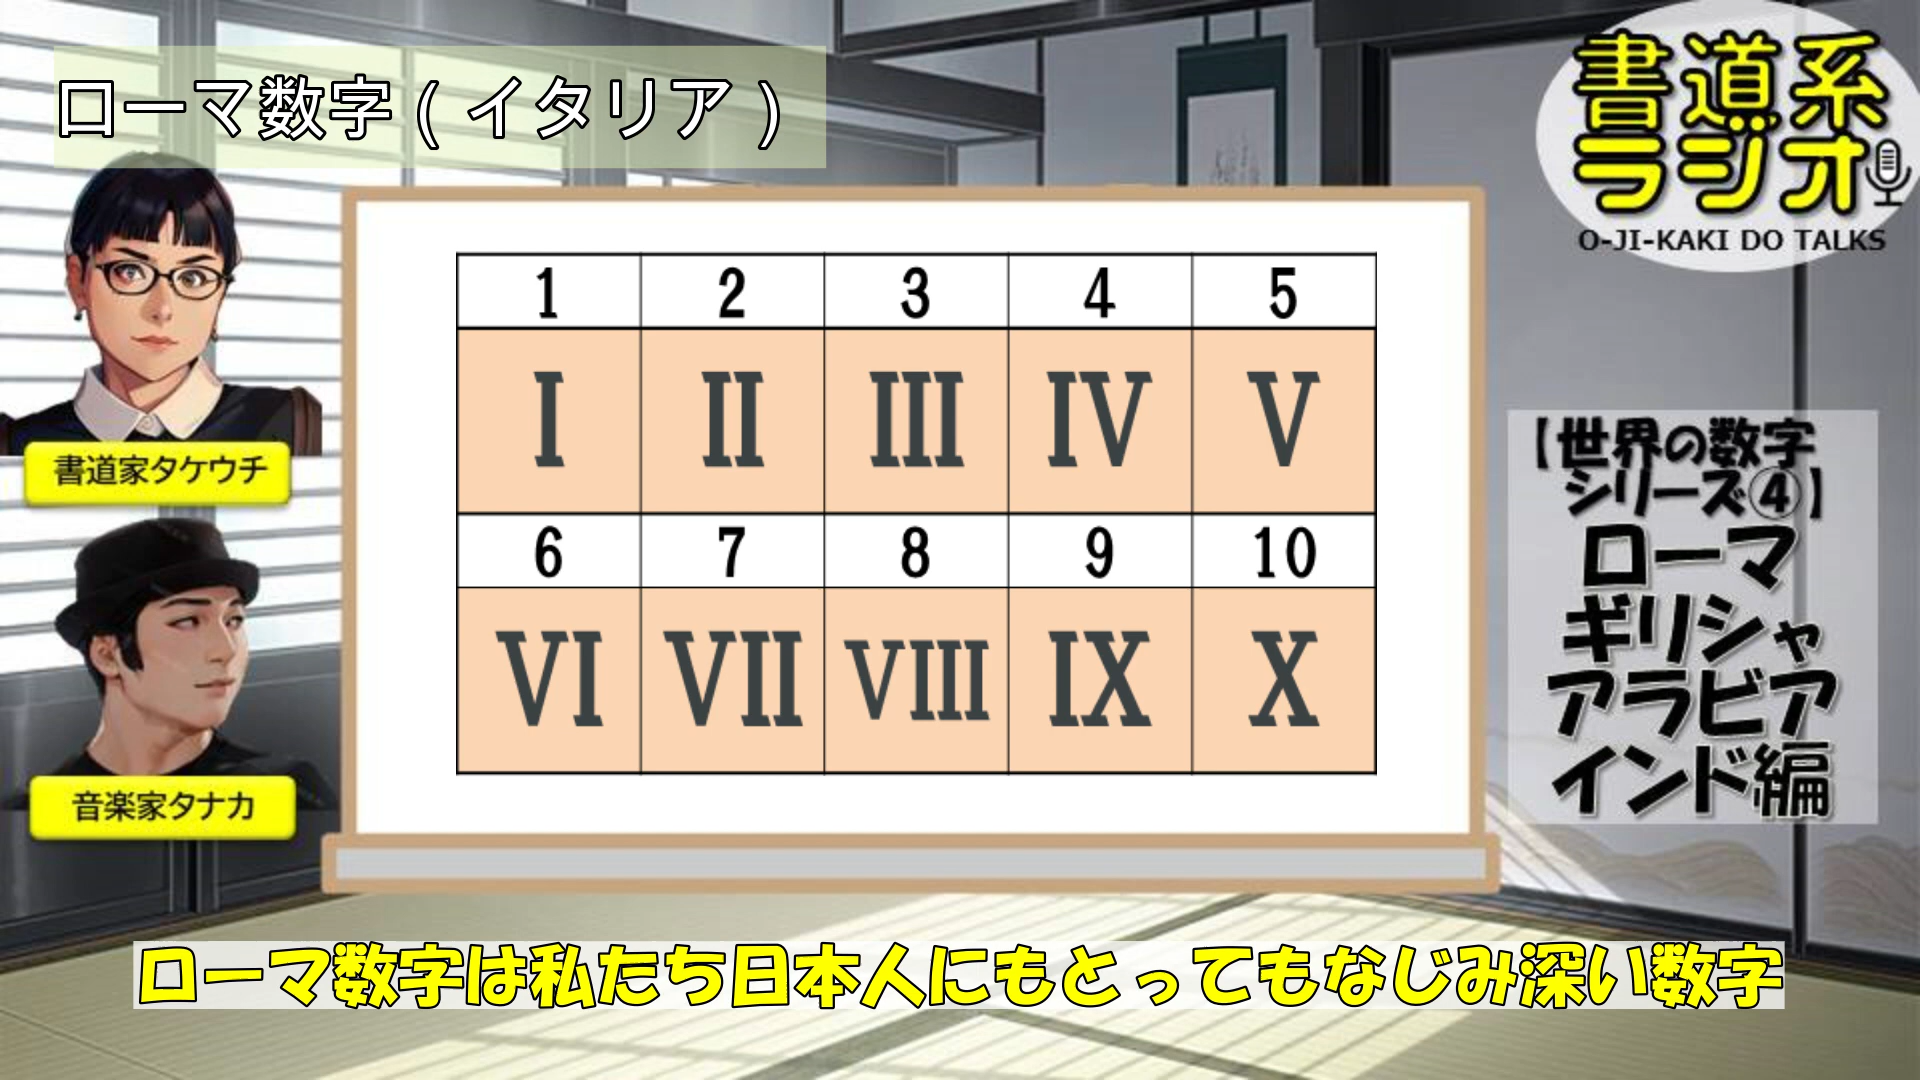 ローマ数字(イタリア)
書道系
ラジオ
O-JI-KAKI DO TALKS
1 2 3 4 5
Ⅰ Ⅱ Ⅲ Ⅳ Ⅴ
6 7 8 9 10
Ⅵ Ⅶ Ⅷ Ⅸ Ⅹ
書道家タケウチ
音楽家タナカ
【世界の数字
シリーズ④】
ローマ
ギリシャ
アラビア
インド編
ローマ数字は私たち日本人にもとってもなじみ深い数字